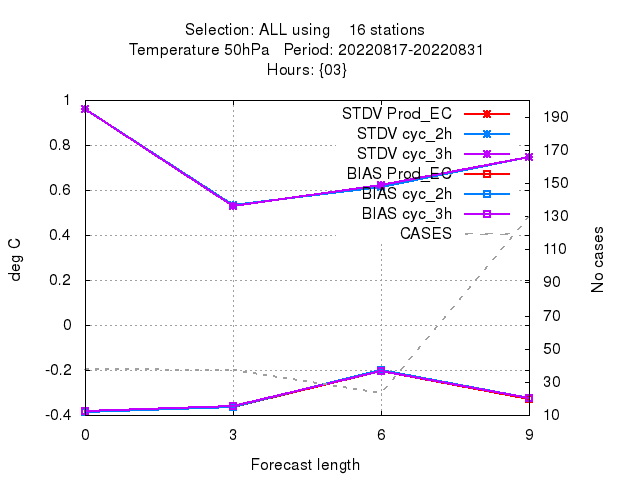 Selection: ALL using    16 stations
Temperature 50hPa   Period: 20220817-20220831
Hours: {03}
STDV Prod_EC
STDV cyc_2h
STDV cyc_3h
BIAS Prod_EC
BIAS cyc_2h
BIAS cyc_3h
CASES
1
0.8
0.6
0.4
0.2
0
-0.2
-0.4
deg C
190
170
150
130
110
90
70
50
30
10
No cases
0 3 6 9
Forecast length